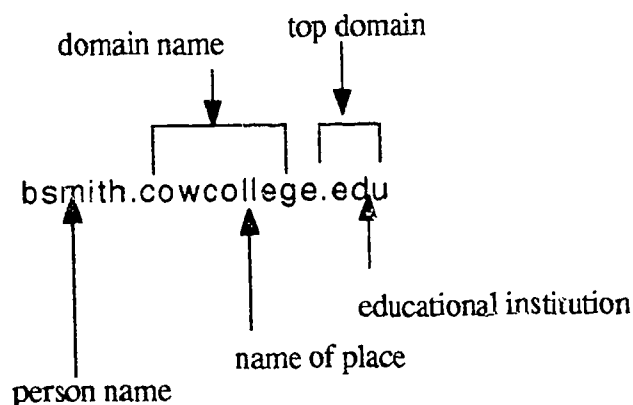 top domain
domain name
bsmith.cowcollege.edu
educational institution
name of place
person name